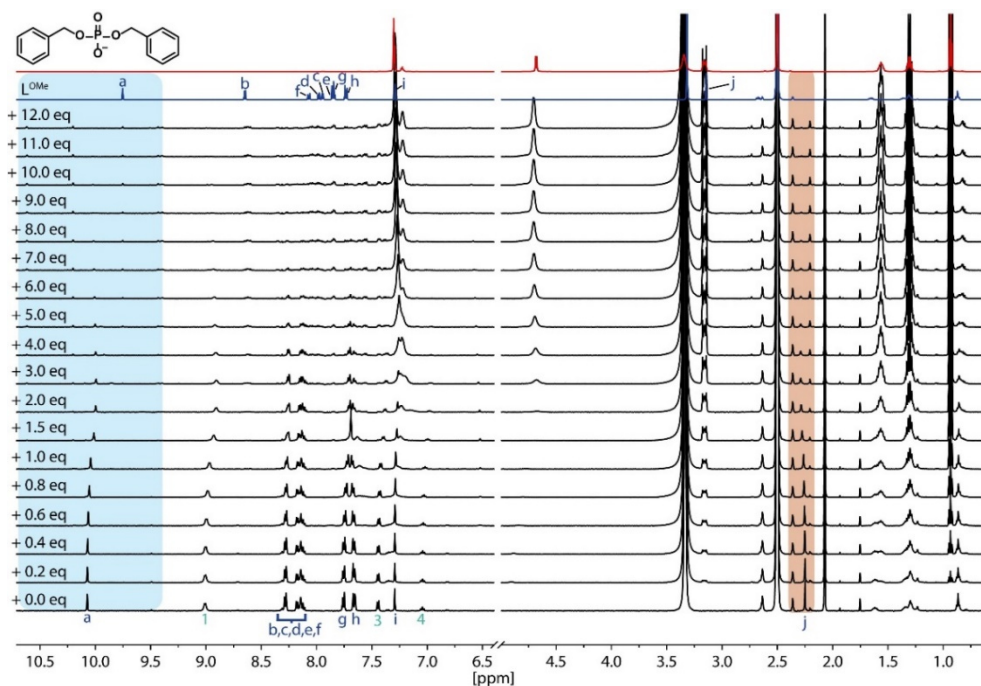 O
O P O
O⁻
a b f d c e g h i j
L^OMe
+ 12.0 eq
+ 11.0 eq
+ 10.0 eq
+ 9.0 eq
+ 8.0 eq
+ 7.0 eq
+ 6.0 eq
+ 5.0 eq
+ 4.0 eq
+ 3.0 eq
+ 2.0 eq
+ 1.5 eq
+ 1.0 eq
+ 0.8 eq
+ 0.6 eq
+ 0.4 eq
+ 0.2 eq
+ 0.0 eq
a 1 b,c,d,e,f g h 3 i 4 j
10.5 10.0 9.5 9.0 8.5 8.0 7.5 7.0 6.5 4.5 4.0 3.5 3.0 2.5 2.0 1.5 1.0
[ppm]